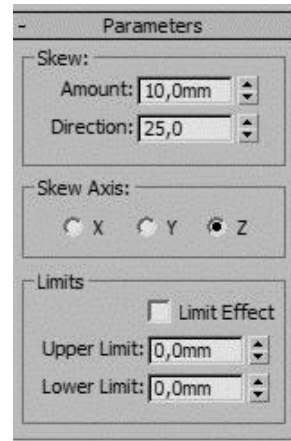 - Parameters
Skew:
Amount: 10,0mm
Direction: 25,0
Skew Axis:
X Y Z
Limits
Limit Effect
Upper Limit: 0,0mm
Lower Limit: 0,0mm